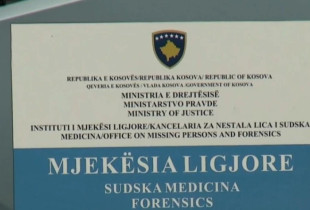 REPUBLIKA E KOSOVËS/REPUBLIKA KOSOVA/ REPUBLIC OF KOSOVA
QEVERIA E KOSOVËS / VLADA KOSOVA /GOVERNMENT OF KOSOVA
MINISTRIA E DREJTËSISË
MINISTARSTVO PRAVDE
MINISTRY OF JUSTICE
INSTITUTI I MJEKËSI LIGJORE/KANCELARIA ZA NESTALA LICA I SUDSKA
MEDICINA/OFFICE ON MISSING PERSONS AND FORENSICS
MJEKËSIA LIGJORE
SUDSKA MEDICINA
FORENSICS